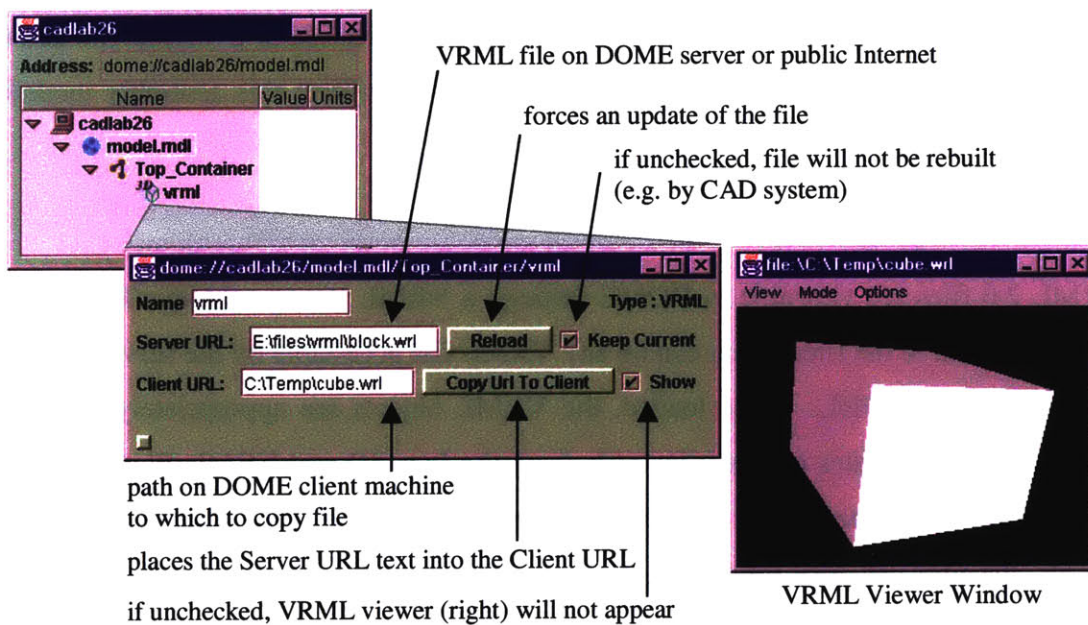 cadlab26
Address: dome://cadlab26/model.mdl
Name Value Units
cadlab26
model.mdl
Top_Container
3D
vrml
VRML file on DOME server or public Internet
forces an update of the file
if unchecked, file will not be rebuilt
(e.g. by CAD system)
dome://cadlab26/model.mdl/Top_Container/vrml
Name vrml Type : VRML
Server URL: E:\files\vrml\block.wrl Reload Keep Current
Client URL: C:\Temp\cube.wrl Copy Url To Client Show
file:\C:\Temp\cube.wrl
View Mode Options
path on DOME client machine
to which to copy file
places the Server URL text into the Client URL
if unchecked, VRML viewer (right) will not appear
VRML Viewer Window